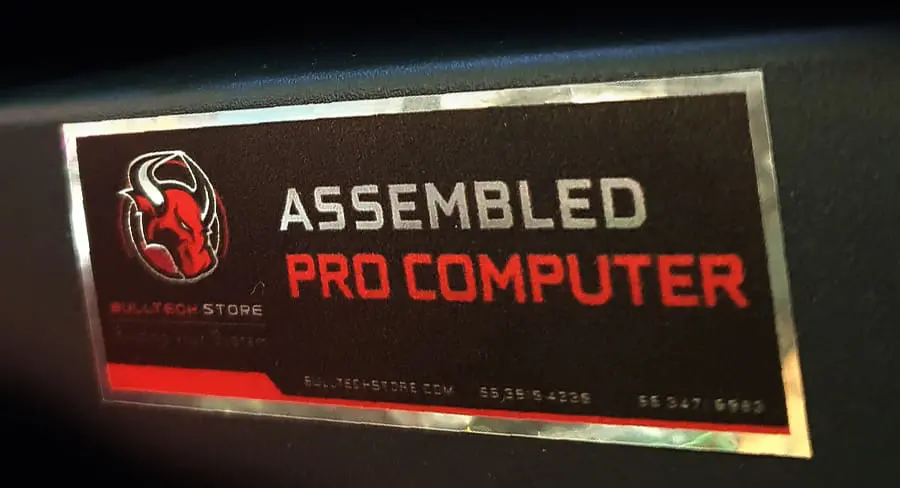 ASSEMBLED
PRO COMPUTER
BULLTECH STORE
BULLTECHSTORE.COM